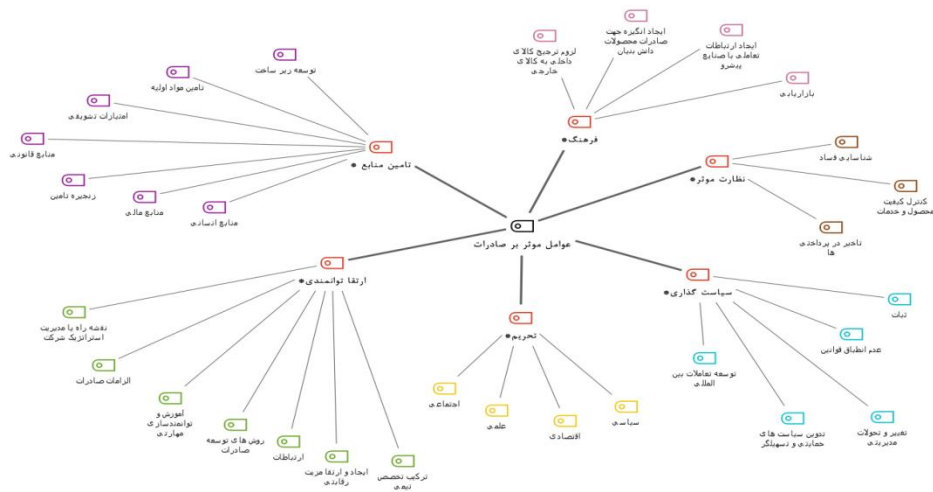 عوامل موثر بر صادرات
فرهنگ*
لزوم ترجیح کالای
داخلی به کالای
خارجی
ایجاد انگیزه جهت
صادرات محصولات
دانش بنیان
ایجاد ارتباطات
تعاملی با صنایع
پیشرو
بازاریابی
نظارت موثر*
شناسایی فساد
کنترل کیفیت
محصول و خدمات
تاخیر در پرداختی
ها
سیاست گذاری*
ثبات
عدم انطباق قوانین
تغییر و تحولات
مدیریتی
تدوین سیاست های
حمایتی و تسهیلگر
توسعه تعاملات بین
المللی
تحریم*
سیاسی
اقتصادی
علمی
اجتماعی
ارتقا توانمندی*
ترکیب تخصص
تیمی
ایجاد و ارتقا مزیت
رقابتی
ارتباطات
روش های توسعه
صادرات
آموزش و
توانمندسازی
مهارتی
الزامات صادرات
نقشه راه یا مدیریت
استراتژیک شرکت
تامین منابع *
توسعه زیر ساخت
تامین مواد اولیه
امتیازات تشویقی
منابع قانونی
زنجیره تامین
منابع مالی
منابع انسانی